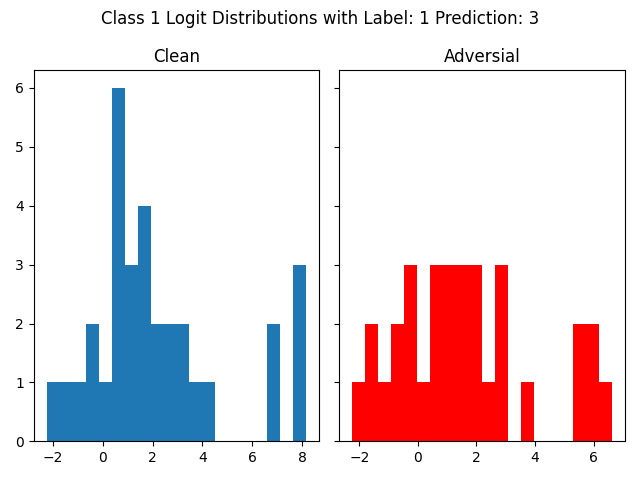 Class 1 Logit Distributions with Label: 1 Prediction: 3
Clean
Adversial
6
5
4
3
2
1
0
−2 0 2 4 6 8
−2 0 2 4 6